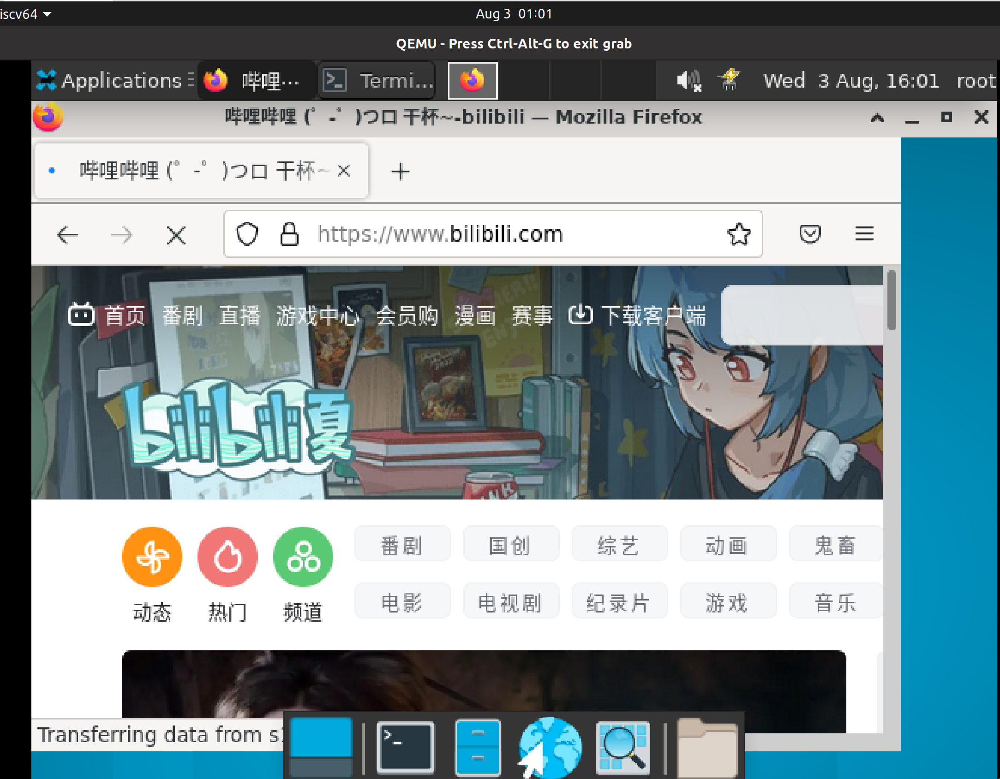 iscv64
Aug 3 01:01
QEMU - Press Ctrl-Alt-G to exit grab
Applications
哔哩…
Termi...
Wed 3 Aug, 16:01
root
哔哩哔哩 (゜-゜)つロ 干杯~-bilibili — Mozilla Firefox
哔哩哔哩 (゜-゜)つロ 干杯~
https://www.bilibili.com
首页 番剧 直播 游戏中心 会员购 漫画 赛事 下载客户端
bilibili夏
番剧 国创 综艺 动画 鬼畜
动态 热门 频道
电影 电视剧 纪录片 游戏 音乐
Transferring data from s1